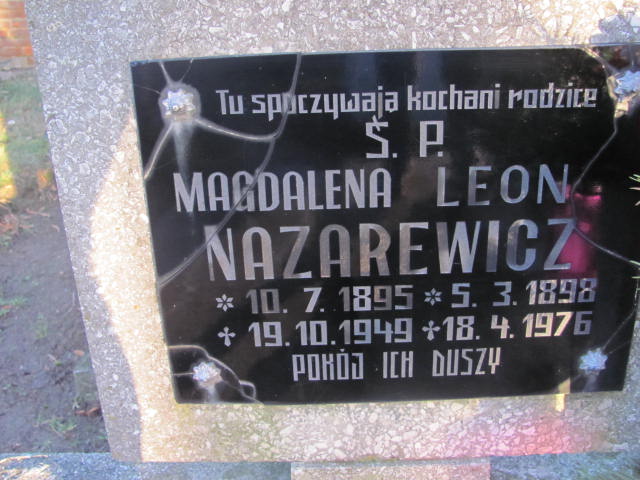 Tu spoczywają kochani rodzice
Ś. P.
MAGDALENA LEON
NAZAREWICZ
* 10. 7. 1895 * 5. 3. 1898
✝ 19. 10. 1949 ✝ 18. 4. 1976
POKÓJ ICH DUSZY